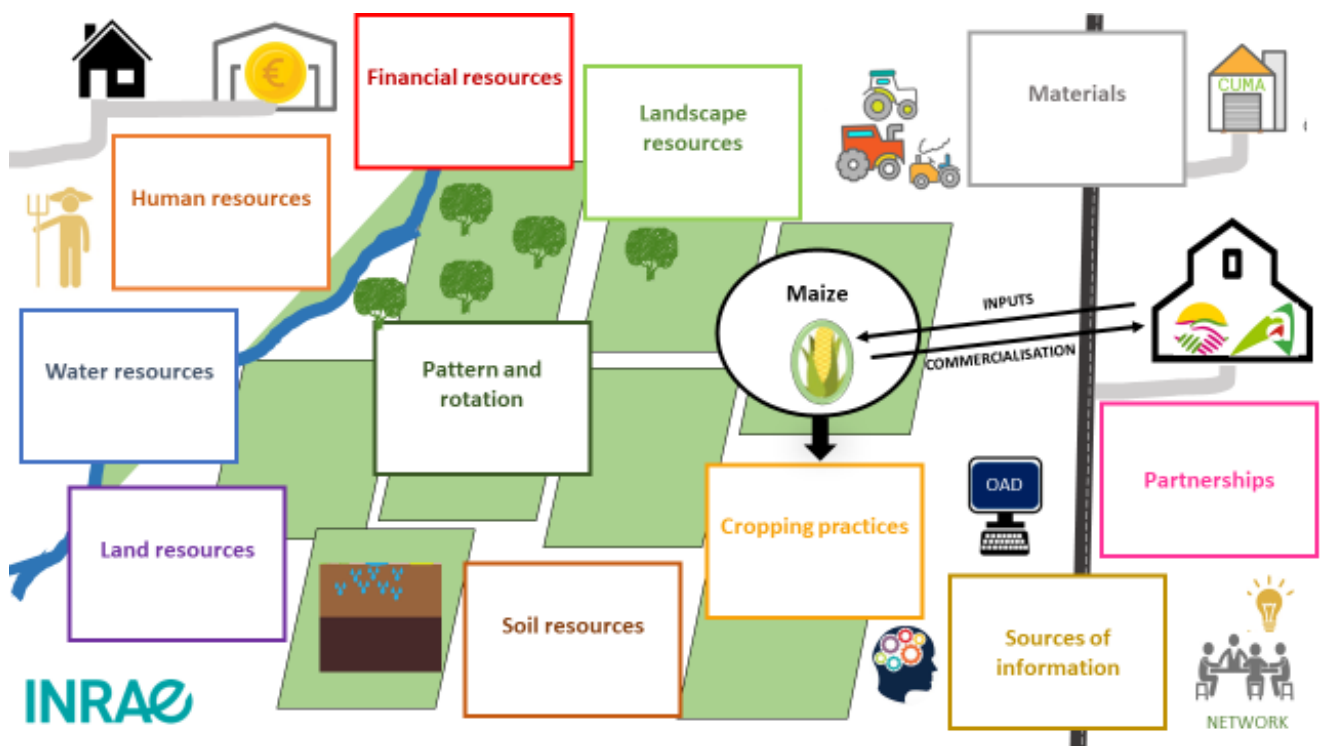 Financial resources
Landscape
resources
Materials
CUMA
Human resources
Maize
INPUTS
COMMERCIALISATION
Water resources
Pattern and
rotation
OAD
Partnerships
Cropping practices
Land resources
Soil resources
Sources of
information
INRAE
NETWORK